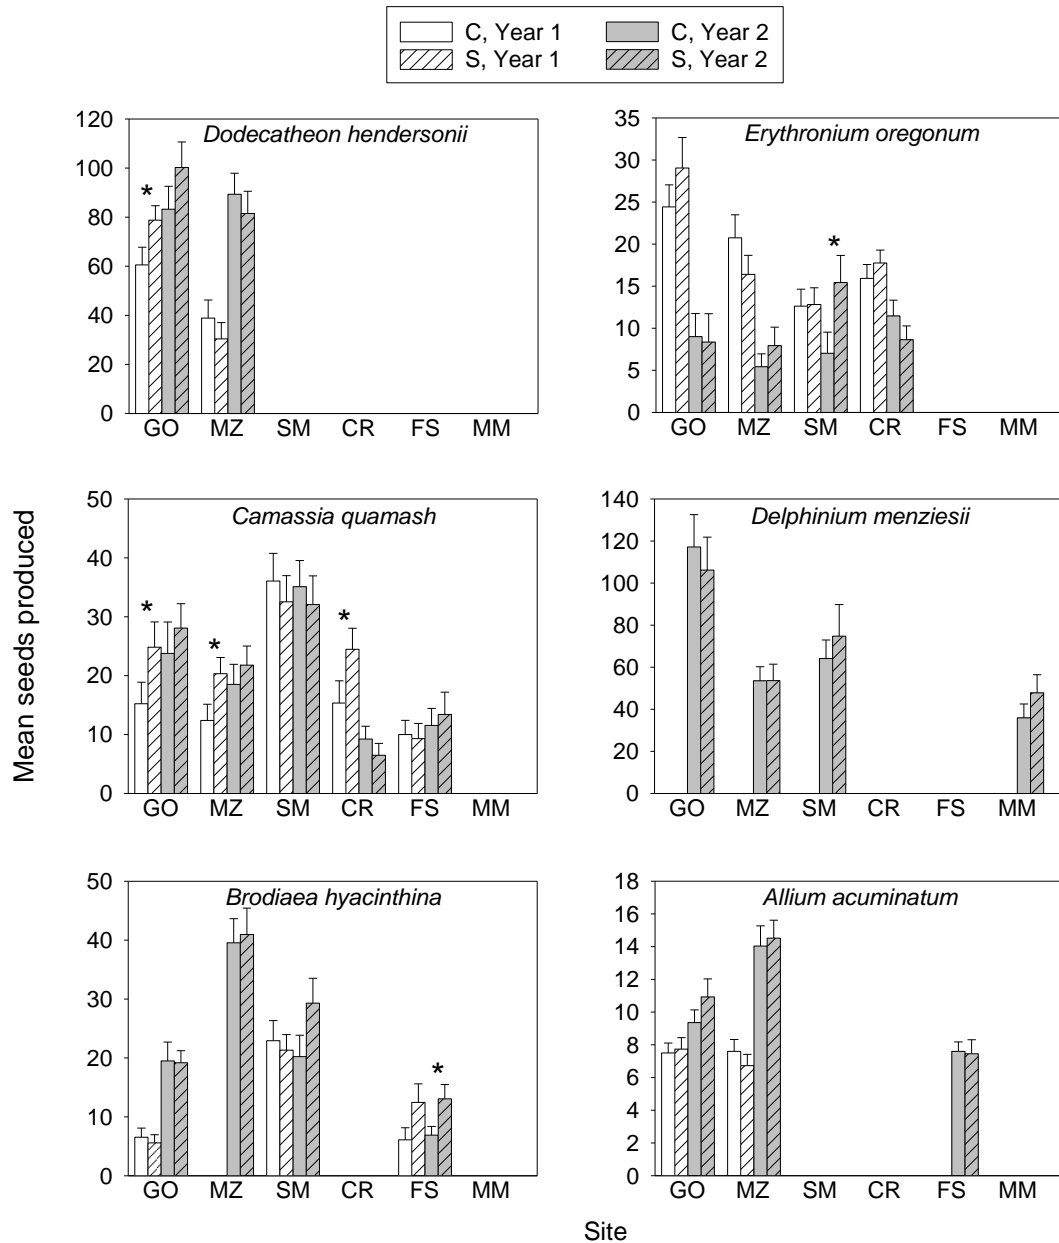 C, Year 1
C, Year 2
S, Year 1
S, Year 2
Mean seeds produced
Dodecatheon hendersonii
120
100
80
60
40
20
0
*
GO MZ SM CR FS MM
Erythronium oregonum
35
30
25
20
15
10
5
0
*
GO MZ SM CR FS MM
Camassia quamash
50
40
30
20
10
0
* * *
GO MZ SM CR FS MM
Delphinium menziesii
140
120
100
80
60
40
20
0
GO MZ SM CR FS MM
Brodiaea hyacinthina
50
40
30
20
10
0
*
GO MZ SM CR FS MM
Allium acuminatum
18
16
14
12
10
8
6
4
2
0
GO MZ SM CR FS MM
Site